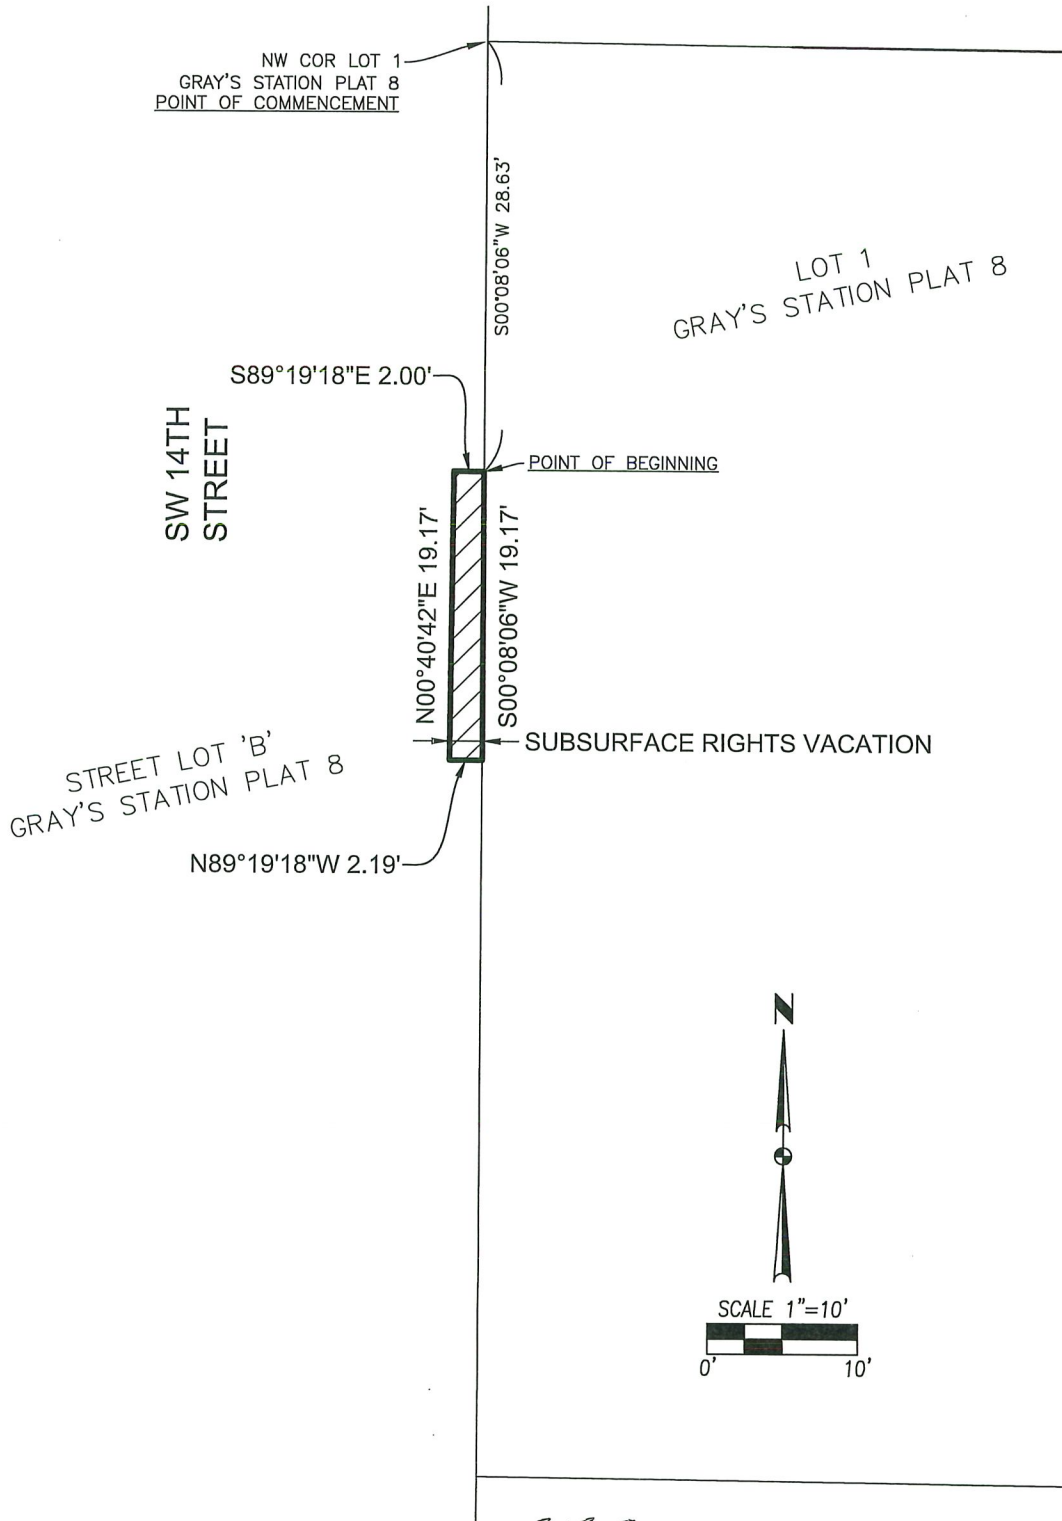 NW COR LOT 1
GRAY'S STATION PLAT 8
POINT OF COMMENCEMENT
S00°08'06"W 28.63'
LOT 1
GRAY'S STATION PLAT 8
S89°19'18"E 2.00'
SW 14TH
STREET
POINT OF BEGINNING
N00°40'42"E 19.17'
S00°08'06"W 19.17'
SUBSURFACE RIGHTS VACATION
STREET LOT 'B'
GRAY'S STATION PLAT 8
N89°19'18"W 2.19'
N
SCALE 1"=10'
0' 10'